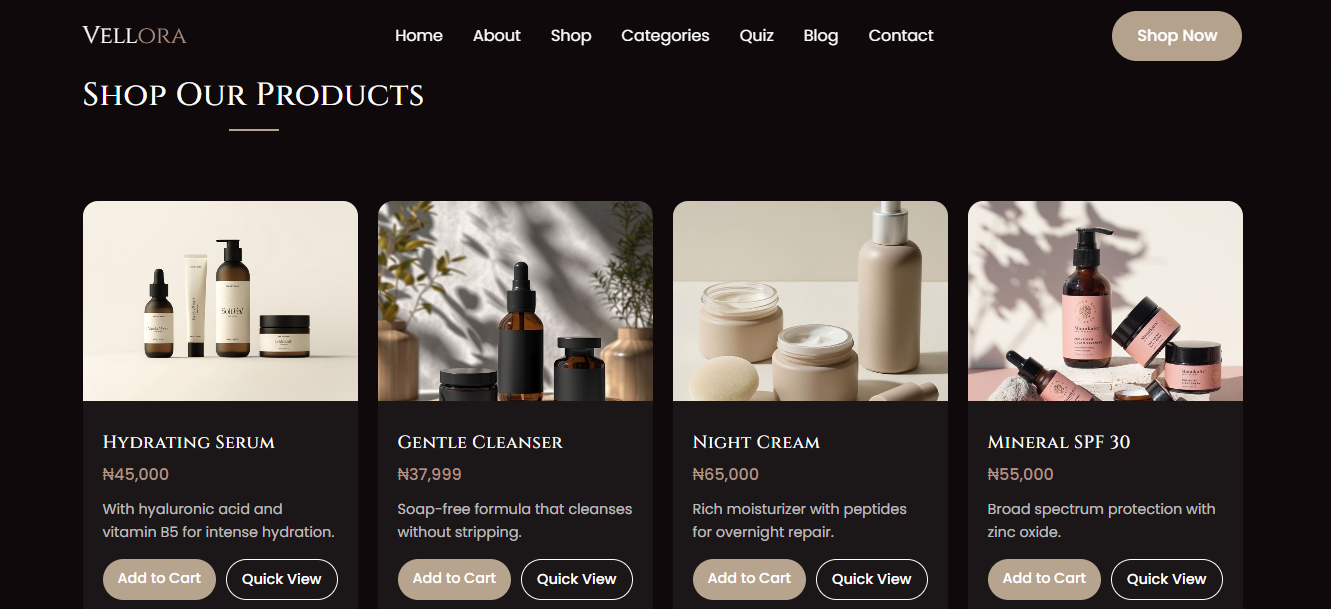 VELLORA
Home About Shop Categories Quiz Blog Contact
Shop Now
SHOP OUR PRODUCTS
HYDRATING SERUM
₦45,000
With hyaluronic acid and
vitamin B5 for intense hydration.
Add to Cart Quick View
GENTLE CLEANSER
₦37,999
Soap-free formula that cleanses
without stripping.
Add to Cart Quick View
NIGHT CREAM
₦65,000
Rich moisturizer with peptides
for overnight repair.
Add to Cart Quick View
MINERAL SPF 30
₦55,000
Broad spectrum protection with
zinc oxide.
Add to Cart Quick View